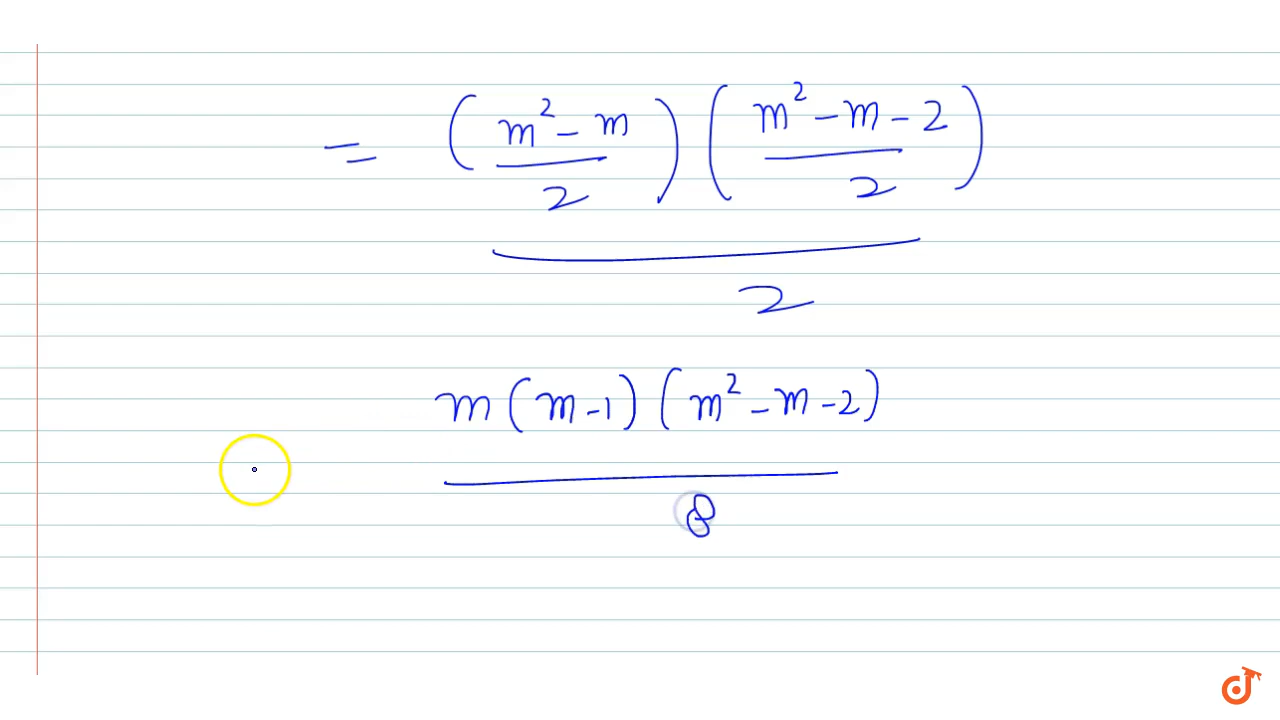 = ((m² - m)/2) ((m² - m - 2)/2) / 2
m(m-1)(m² - m - 2) / 8